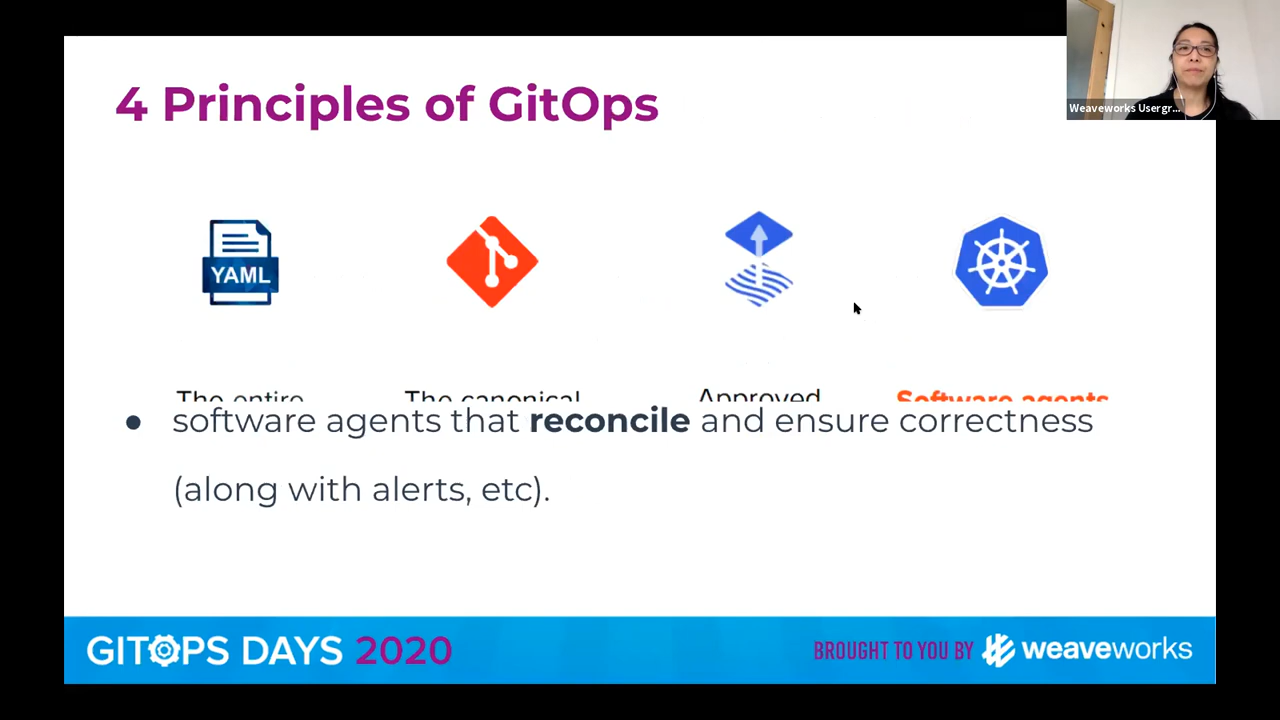 4 Principles of GitOps
Weaveworks Usergr...
YAML
The entire
The canonical
Approved
Software agents
● software agents that reconcile and ensure correctness
(along with alerts, etc).
GITOPS DAYS 2020
BROUGHT TO YOU BY weaveworks